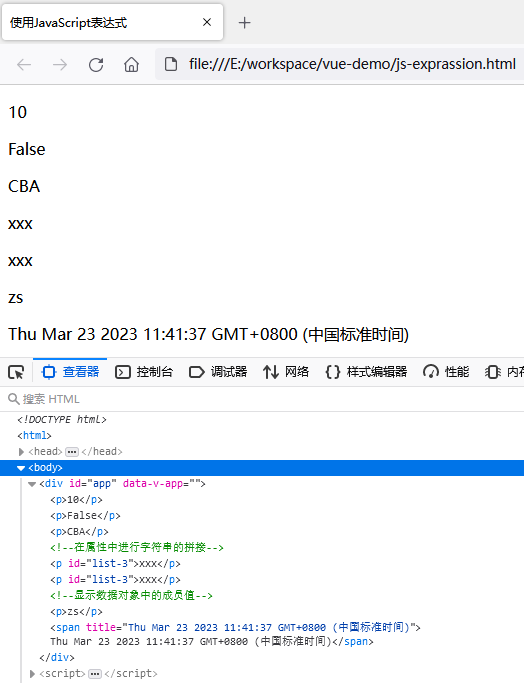 使用JavaScript表达式
file:///E:/workspace/vue-demo/js-exprassion.html
10
False
CBA
xxx
xxx
zs
Thu Mar 23 2023 11:41:37 GMT+0800 (中国标准时间)
查看器 控制台 调试器 网络 样式编辑器 性能 内存
搜索 HTML
<!DOCTYPE html>
<html>
<head> ••• </head>
<body>
<div id="app" data-v-app="">
<p>10</p>
<p>False</p>
<p>CBA</p>
<!--在属性中进行字符串的拼接-->
<p id="list-3">xxx</p>
<p id="list-3">xxx</p>
<!--显示数据对象中的成员值-->
<p>zs</p>
<span title="Thu Mar 23 2023 11:41:37 GMT+0800 (中国标准时间)">
Thu Mar 23 2023 11:41:37 GMT+0800 (中国标准时间)</span>
</div>
<script> ••• </script>